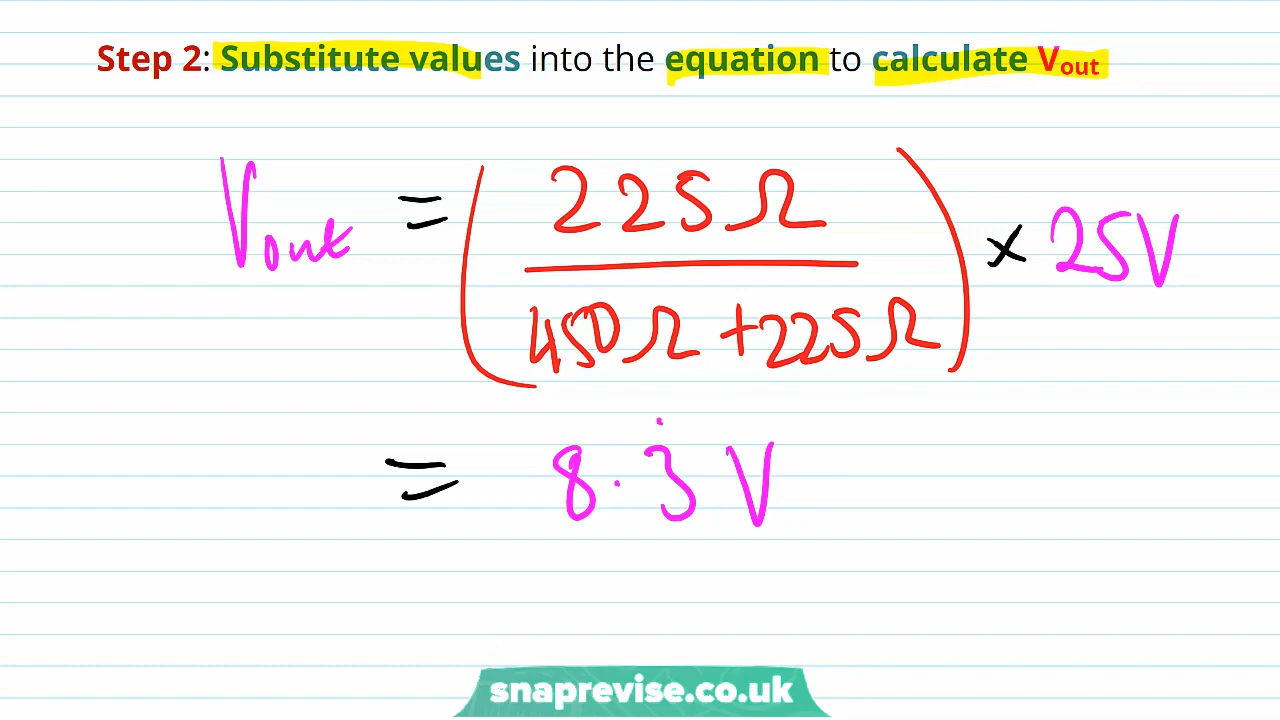 Step 2: Substitute values into the equation to calculate Vout
Vout = (225Ω / 450Ω + 225Ω) × 25V
= 8.3̇ V
snaprevise.co.uk